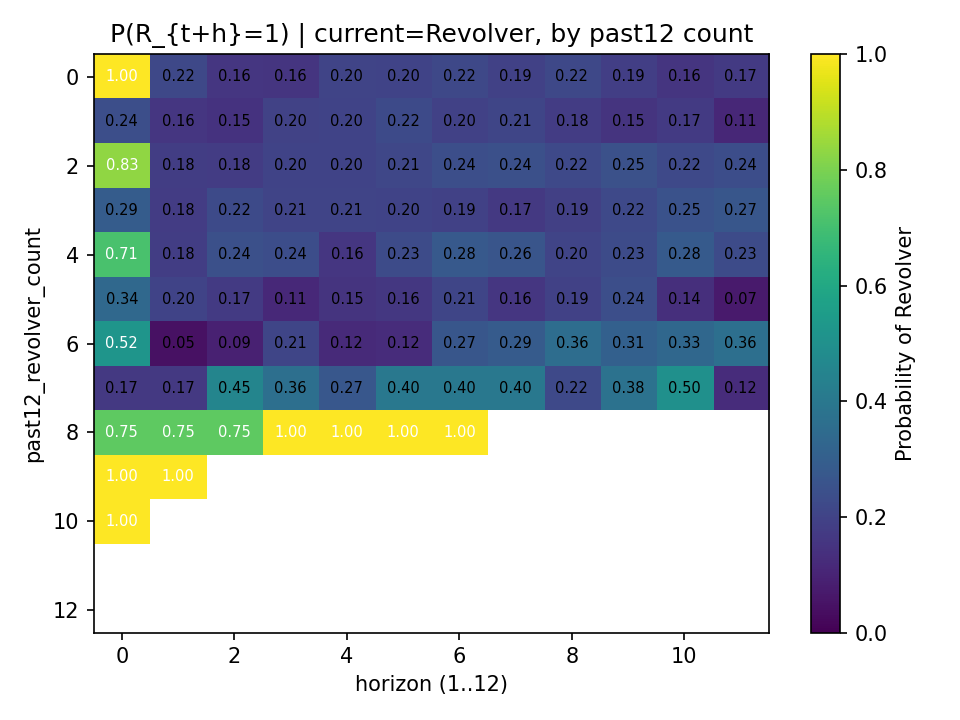 P(R_{t+h}=1) | current=Revolver, by past12 count
0 1.00 0.22 0.16 0.16 0.20 0.20 0.22 0.19 0.22 0.19 0.16 0.17
0.24 0.16 0.15 0.20 0.20 0.22 0.20 0.21 0.18 0.15 0.17 0.11
2 0.83 0.18 0.18 0.20 0.20 0.21 0.24 0.24 0.22 0.25 0.22 0.24
0.29 0.18 0.22 0.21 0.21 0.20 0.19 0.17 0.19 0.22 0.25 0.27
4 0.71 0.18 0.24 0.24 0.16 0.23 0.28 0.26 0.20 0.23 0.28 0.23
0.34 0.20 0.17 0.11 0.15 0.16 0.21 0.16 0.19 0.24 0.14 0.07
6 0.52 0.05 0.09 0.21 0.12 0.12 0.27 0.29 0.36 0.31 0.33 0.36
0.17 0.17 0.45 0.36 0.27 0.40 0.40 0.40 0.22 0.38 0.50 0.12
8 0.75 0.75 0.75 1.00 1.00 1.00 1.00
1.00 1.00
10 1.00
12
past12_revolver_count
0 2 4 6 8 10
horizon (1..12)
1.0
0.8
0.6
0.4
0.2
0.0
Probability of Revolver